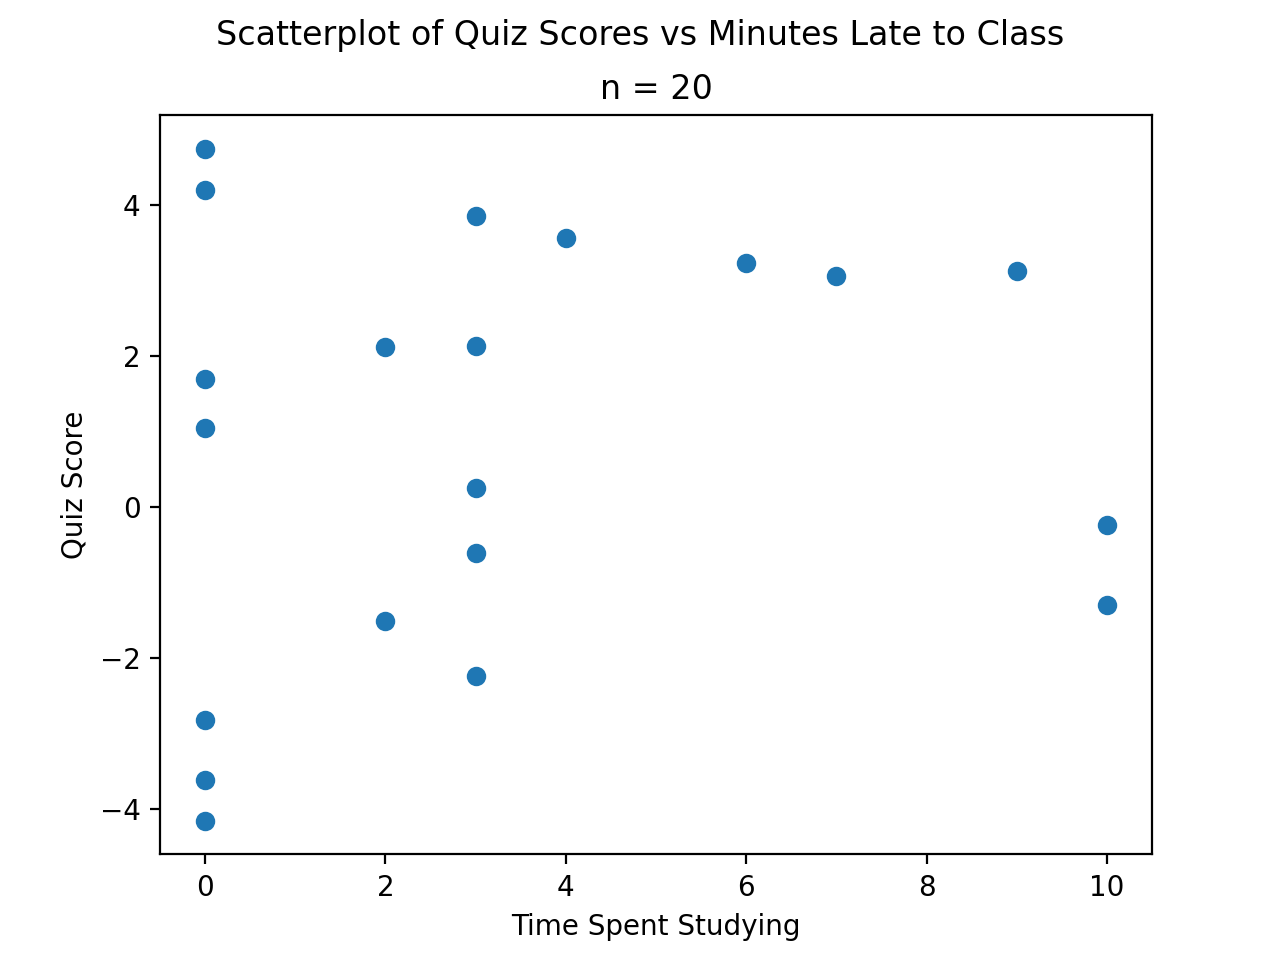 Scatterplot of Quiz Scores vs Minutes Late to Class
n = 20
4
2
0
−2
−4
Quiz Score
0 2 4 6 8 10
Time Spent Studying